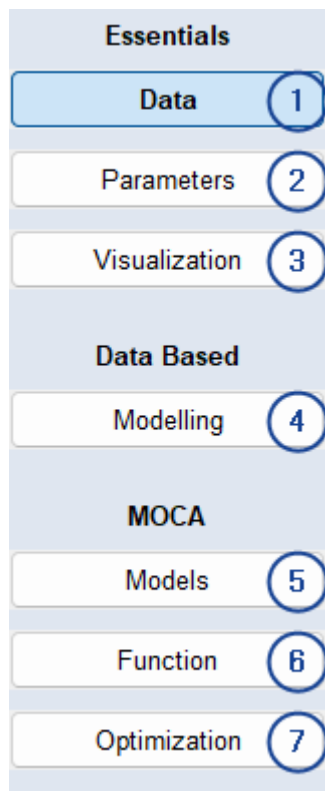 Essentials
Data 1
Parameters 2
Visualization 3
Data Based
Modelling 4
MOCA
Models 5
Function 6
Optimization 7